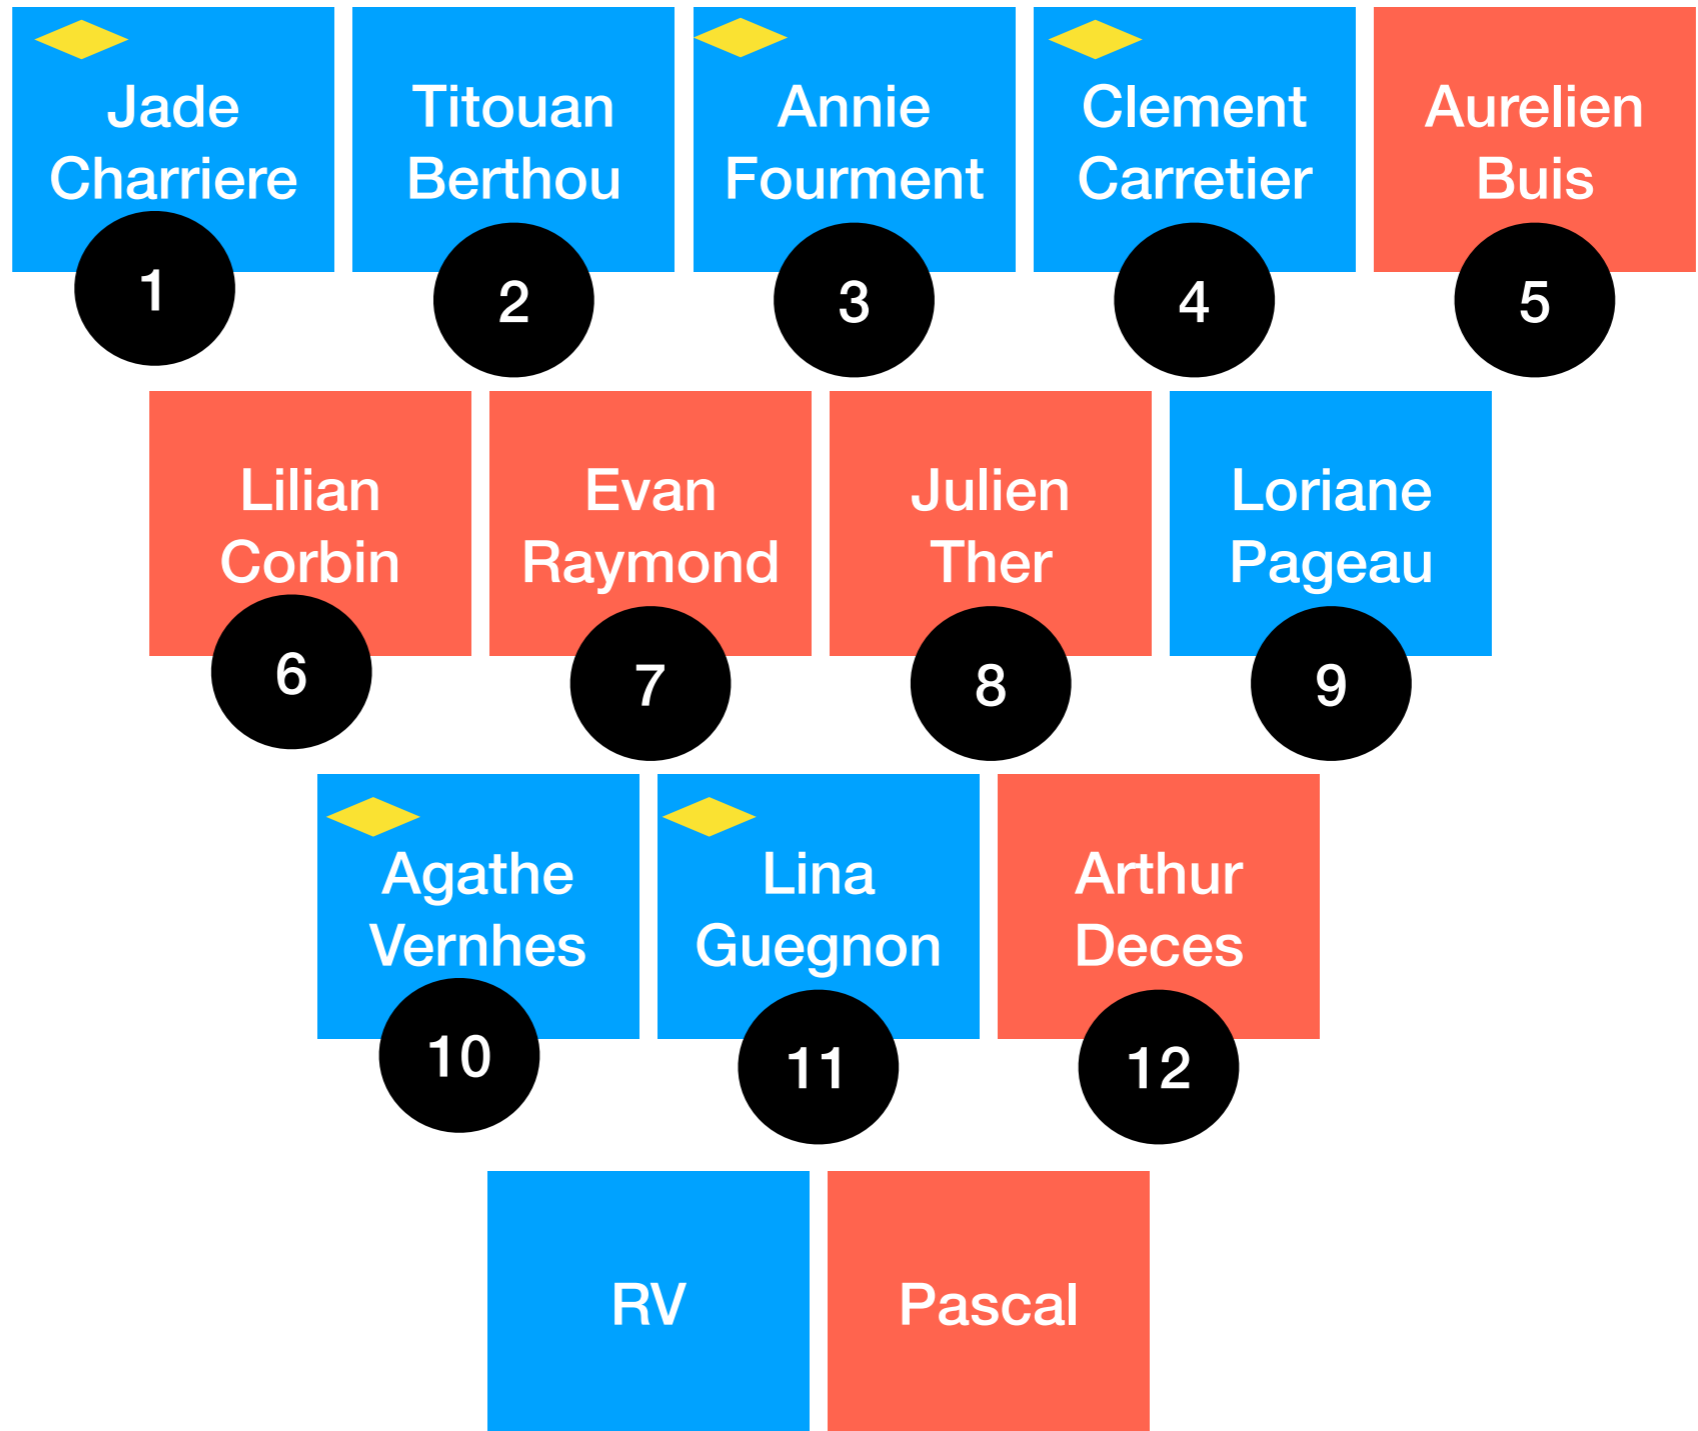 Jade
Charriere
1
Titouan
Berthou
2
Annie
Fourment
3
Clement
Carretier
4
Aurelien
Buis
5
Lilian
Corbin
6
Evan
Raymond
7
Julien
Ther
8
Loriane
Pageau
9
Agathe
Vernhes
10
Lina
Guegnon
11
Arthur
Deces
12
RV
Pascal